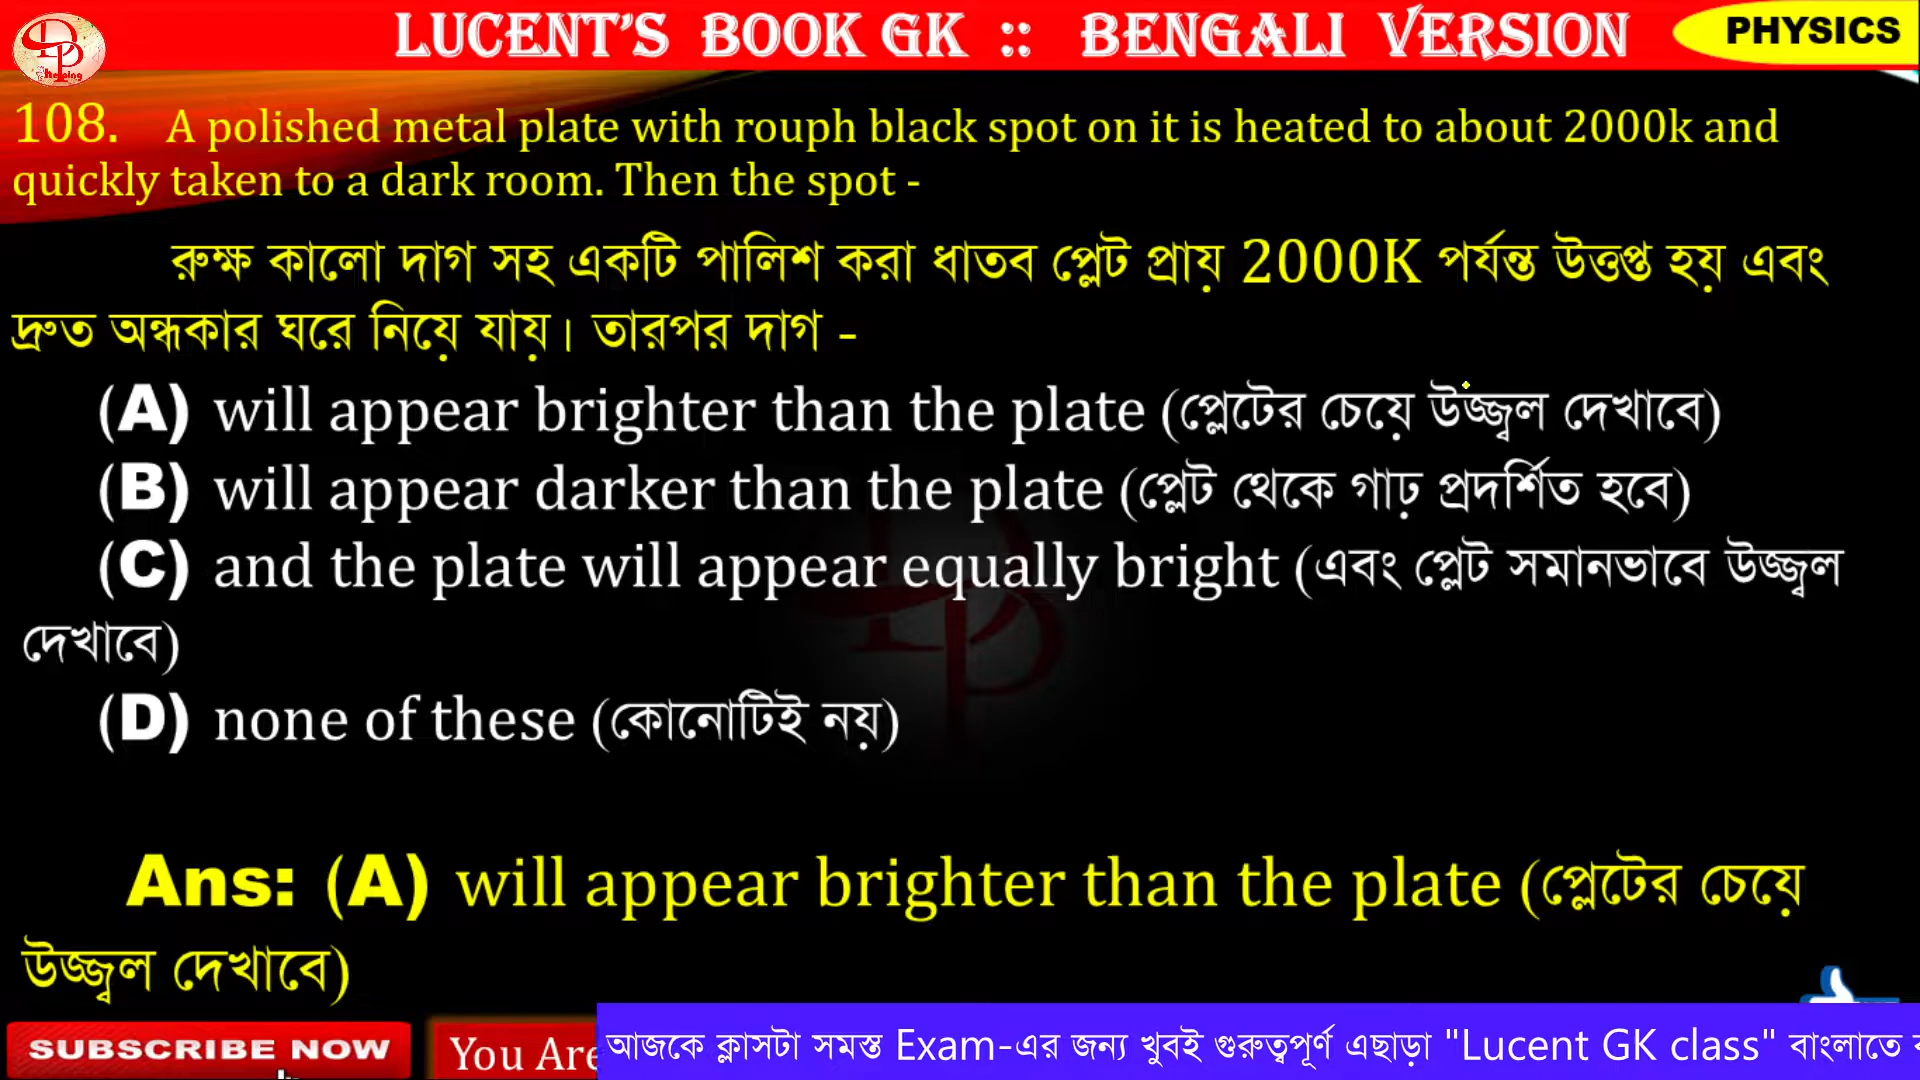 LUCENT'S BOOK GK :: BENGALI VERSION
PHYSICS
108. A polished metal plate with rouph black spot on it is heated to about 2000k and
quickly taken to a dark room. Then the spot -
রুক্ষ কালো দাগ সহ একটি পালিশ করা ধাতব প্লেট প্রায় 2000K পর্যন্ত উত্তপ্ত হয় এবং
দ্রুত অন্ধকার ঘরে নিয়ে যায়। তারপর দাগ -
(A) will appear brighter than the plate (প্লেটের চেয়ে উজ্জ্বল দেখাবে)
(B) will appear darker than the plate (প্লেট থেকে গাঢ় প্রদর্শিত হবে)
(C) and the plate will appear equally bright (এবং প্লেট সমানভাবে উজ্জ্বল
দেখাবে)
(D) none of these (কোনোটিই নয়)
Ans: (A) will appear brighter than the plate (প্লেটের চেয়ে
উজ্জ্বল দেখাবে)
SUBSCRIBE NOW
You Are
আজকে ক্লাসটা সমস্ত Exam-এর জন্য খুবই গুরুত্বপূর্ণ এছাড়া "Lucent GK class" বাংলাতে